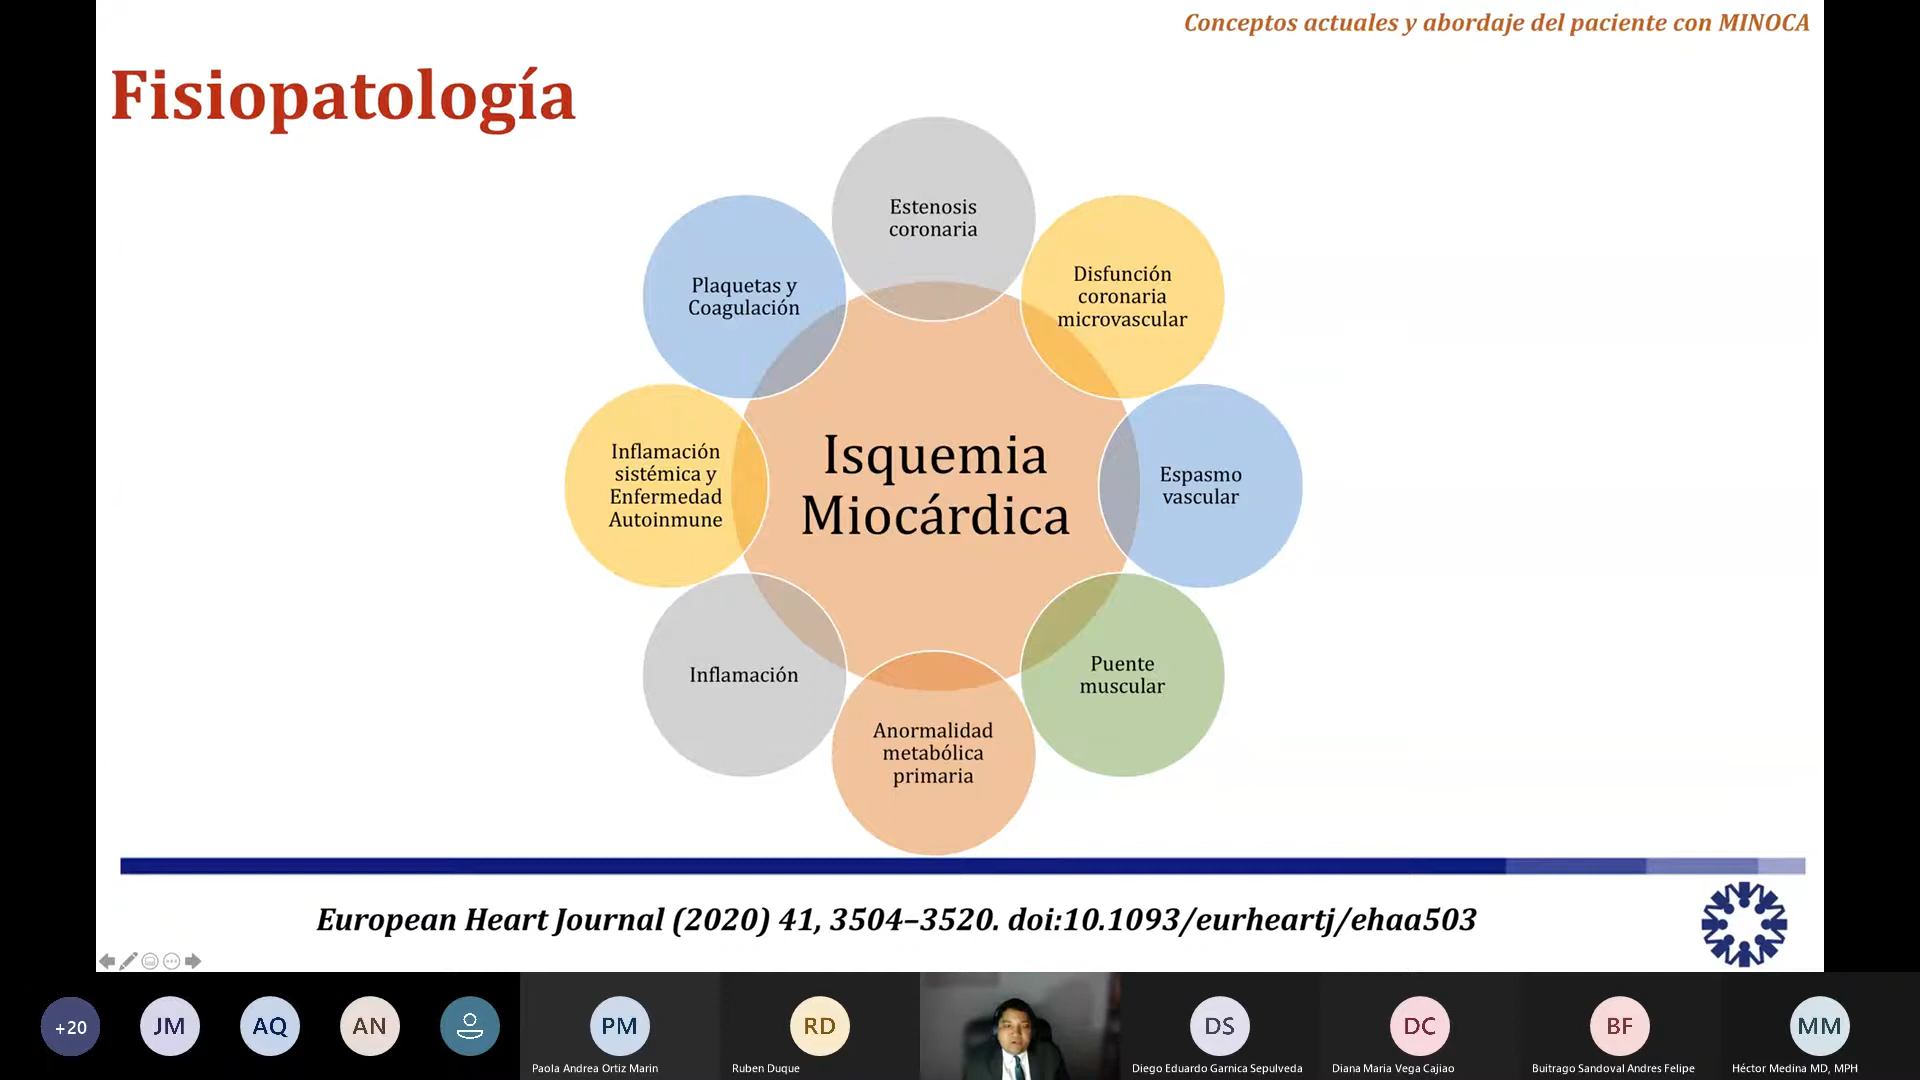 Conceptos actuales y abordaje del paciente con MINOCA
Fisiopatología
Estenosis
coronaria
Disfunción
coronaria
microvascular
Espasmo
vascular
Puente
muscular
Anormalidad
metabólica
primaria
Inflamación
Inflamación
sistémica y
Enfermedad
Autoinmune
Plaquetas y
Coagulación
Isquemia
Miocárdica
European Heart Journal (2020) 41, 3504–3520. doi:10.1093/eurheartj/ehaa503
+20
JM
AQ
AN
PM
Paola Andrea Ortiz Marin
RD
Ruben Duque
DS
Diego Eduardo Garnica Sepulveda
DC
Diana Maria Vega Cajiao
BF
Buitrago Sandoval Andres Felipe
MM
Héctor Medina MD, MPH